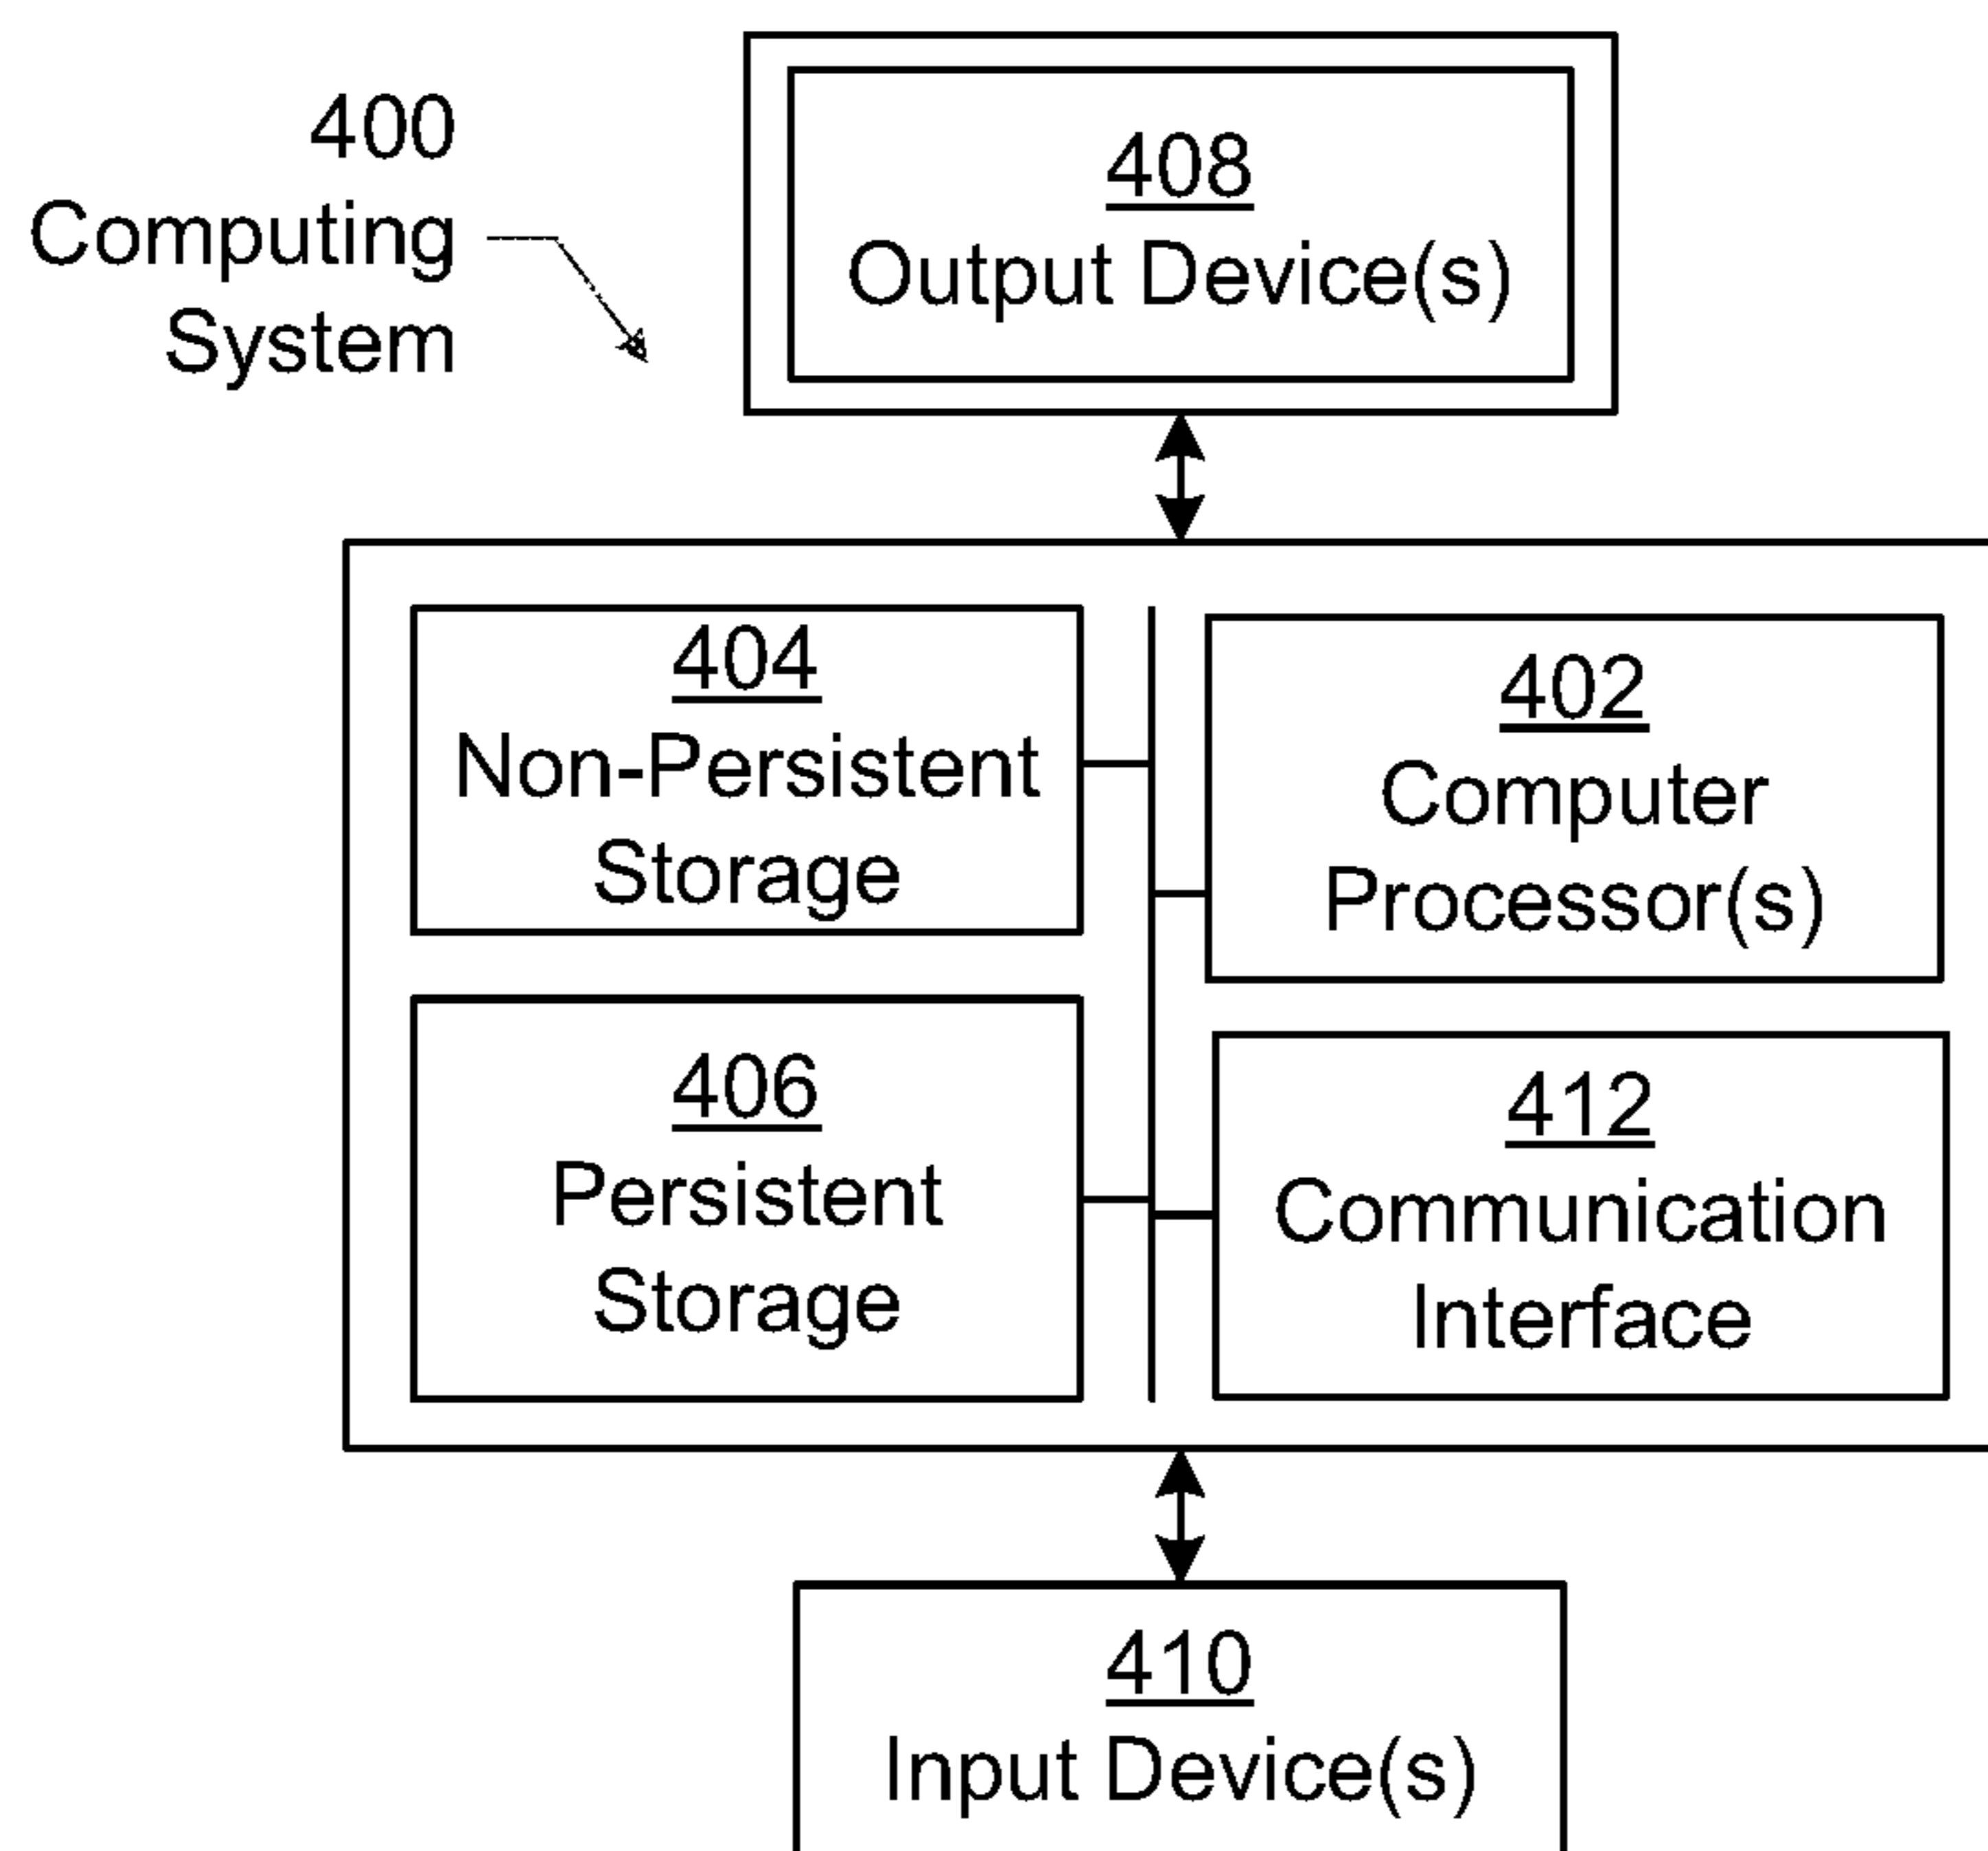 400
Computing
System
408
Output Device(s)
404
Non-Persistent
Storage
402
Computer
Processor(s)
406
Persistent
Storage
412
Communication
Interface
410
Input Device(s)